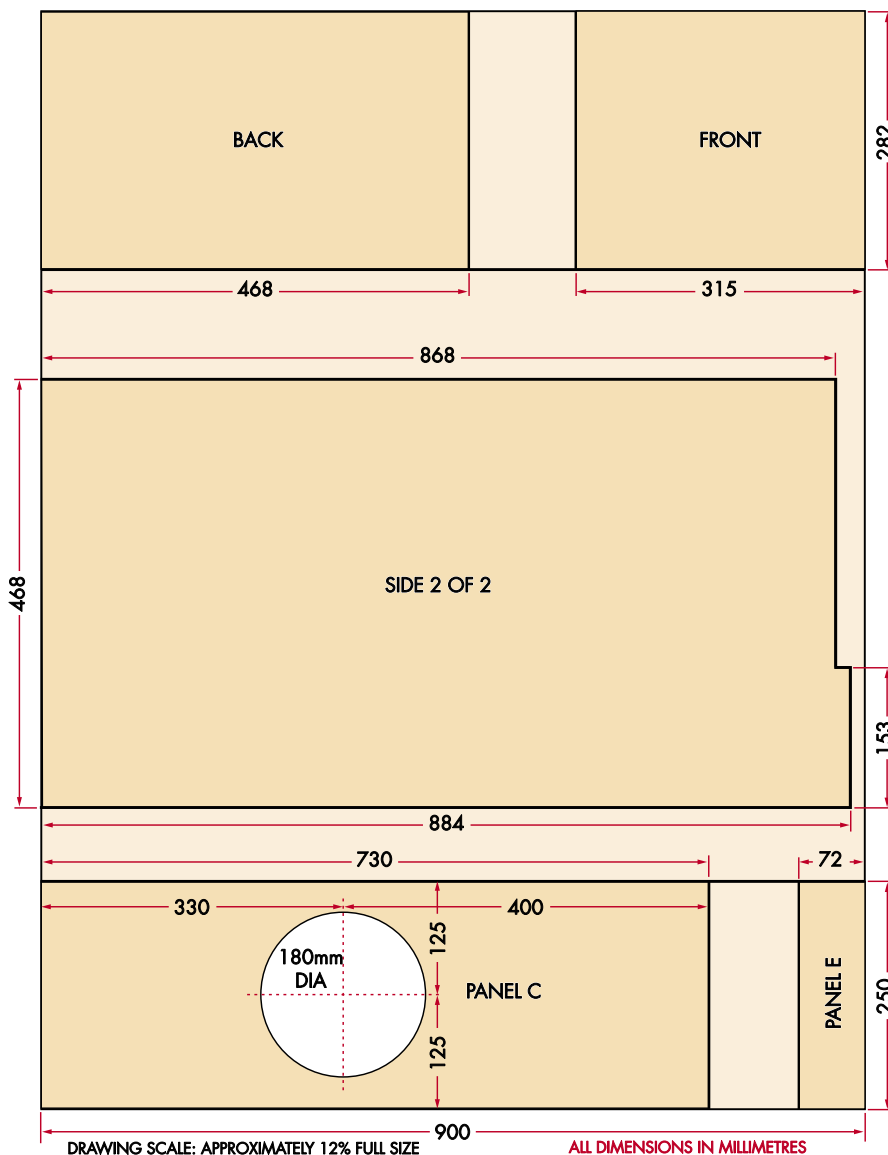 BACK
FRONT
282
468
315
868
468
SIDE 2 OF 2
153
884
730
72
330
400
125
180mm
DIA
PANEL C
PANEL E
250
125
900
DRAWING SCALE: APPROXIMATELY 12% FULL SIZE
ALL DIMENSIONS IN MILLIMETRES